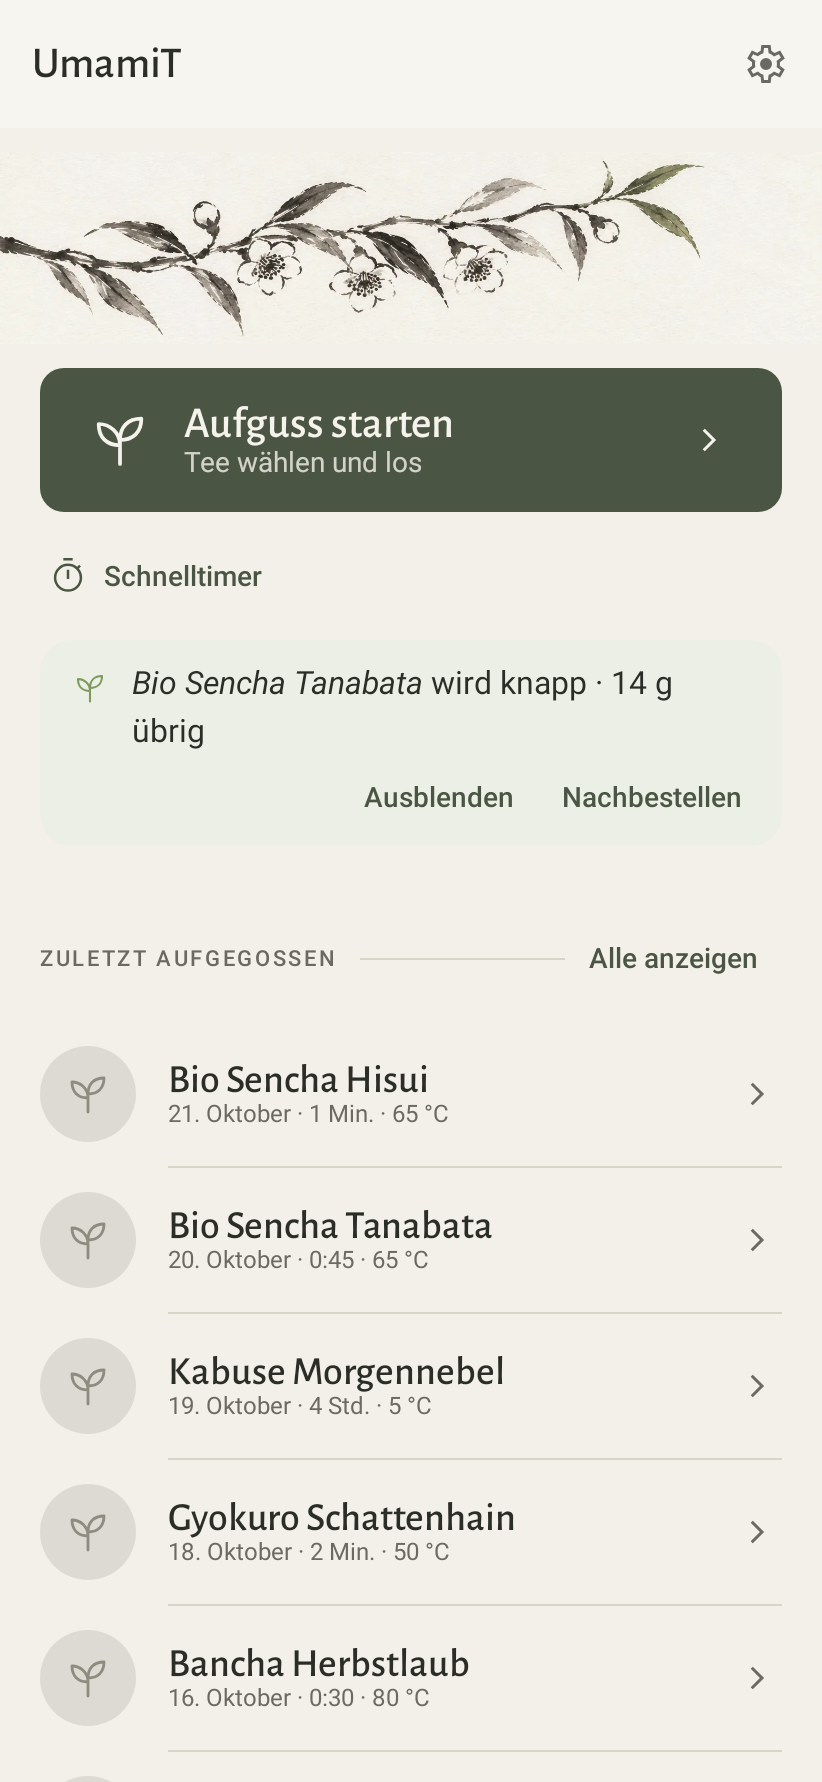 UmamiT
Aufguss starten
Tee wählen und los
Schnelltimer
Bio Sencha Tanabata wird knapp · 14 g
übrig
Ausblenden Nachbestellen
ZULETZT AUFGEGOSSEN Alle anzeigen
Bio Sencha Hisui
21. Oktober · 1 Min. · 65 °C
Bio Sencha Tanabata
20. Oktober · 0:45 · 65 °C
Kabuse Morgennebel
19. Oktober · 4 Std. · 5 °C
Gyokuro Schattenhain
18. Oktober · 2 Min. · 50 °C
Bancha Herbstlaub
16. Oktober · 0:30 · 80 °C